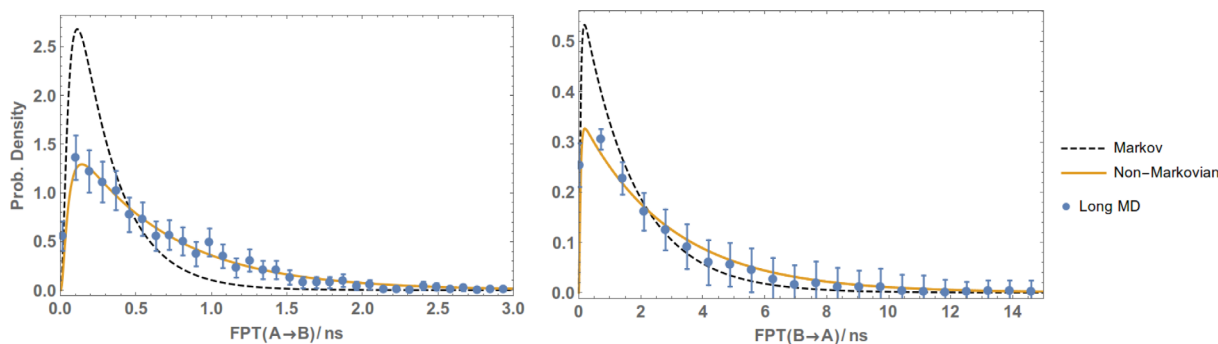 Prob. Density
2.5
2.0
1.5
1.0
0.5
0.0
0.0 0.5 1.0 1.5 2.0 2.5 3.0
FPT(A→B)/ns
0.5
0.4
0.3
0.2
0.1
0.0
0 2 4 6 8 10 12 14
FPT(B→A)/ns
Markov
Non-Markovian
Long MD